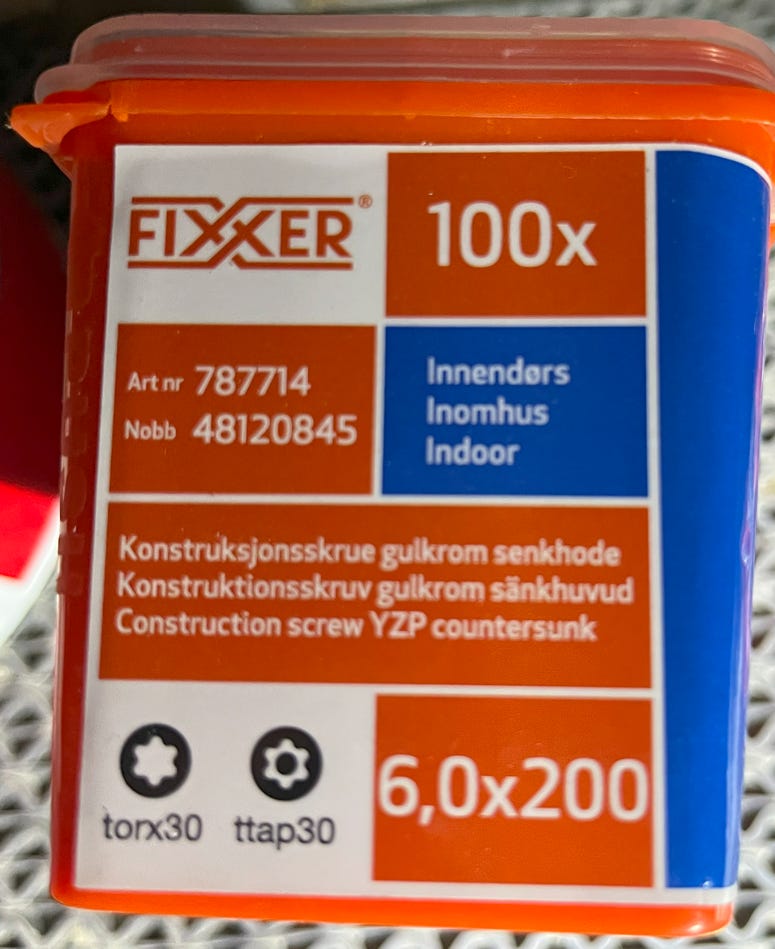 FIXXER®
100x
Art nr 787714
Nobb 48120845
Innendørs
Inomhus
Indoor
Konstruksjonsskrue gulkrom senkhode
Konstruktionsskruv gulkrom sänkhuvud
Construction screw YZP countersunk
torx30 ttap30
6,0x200